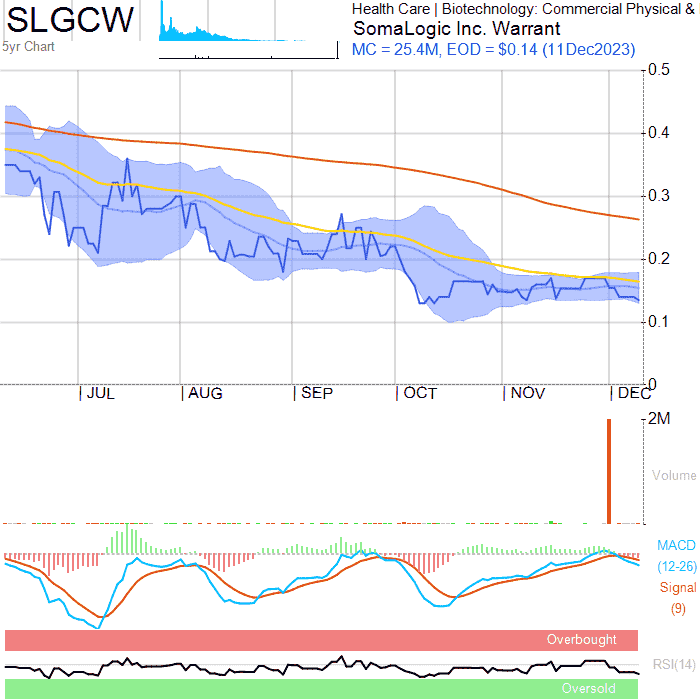 SLGCW
5yr Chart
Health Care | Biotechnology: Commercial Physical &
SomaLogic Inc. Warrant
MC = 25.4M, EOD = $0.14 (11Dec2023)
0.5
0.4
0.3
0.2
0.1
0
| JUL
| AUG
| SEP
| OCT
| NOV
| DEC
2M
Volume
MACD
(12-26)
Signal
(9)
Overbought
RSI(14)
Oversold